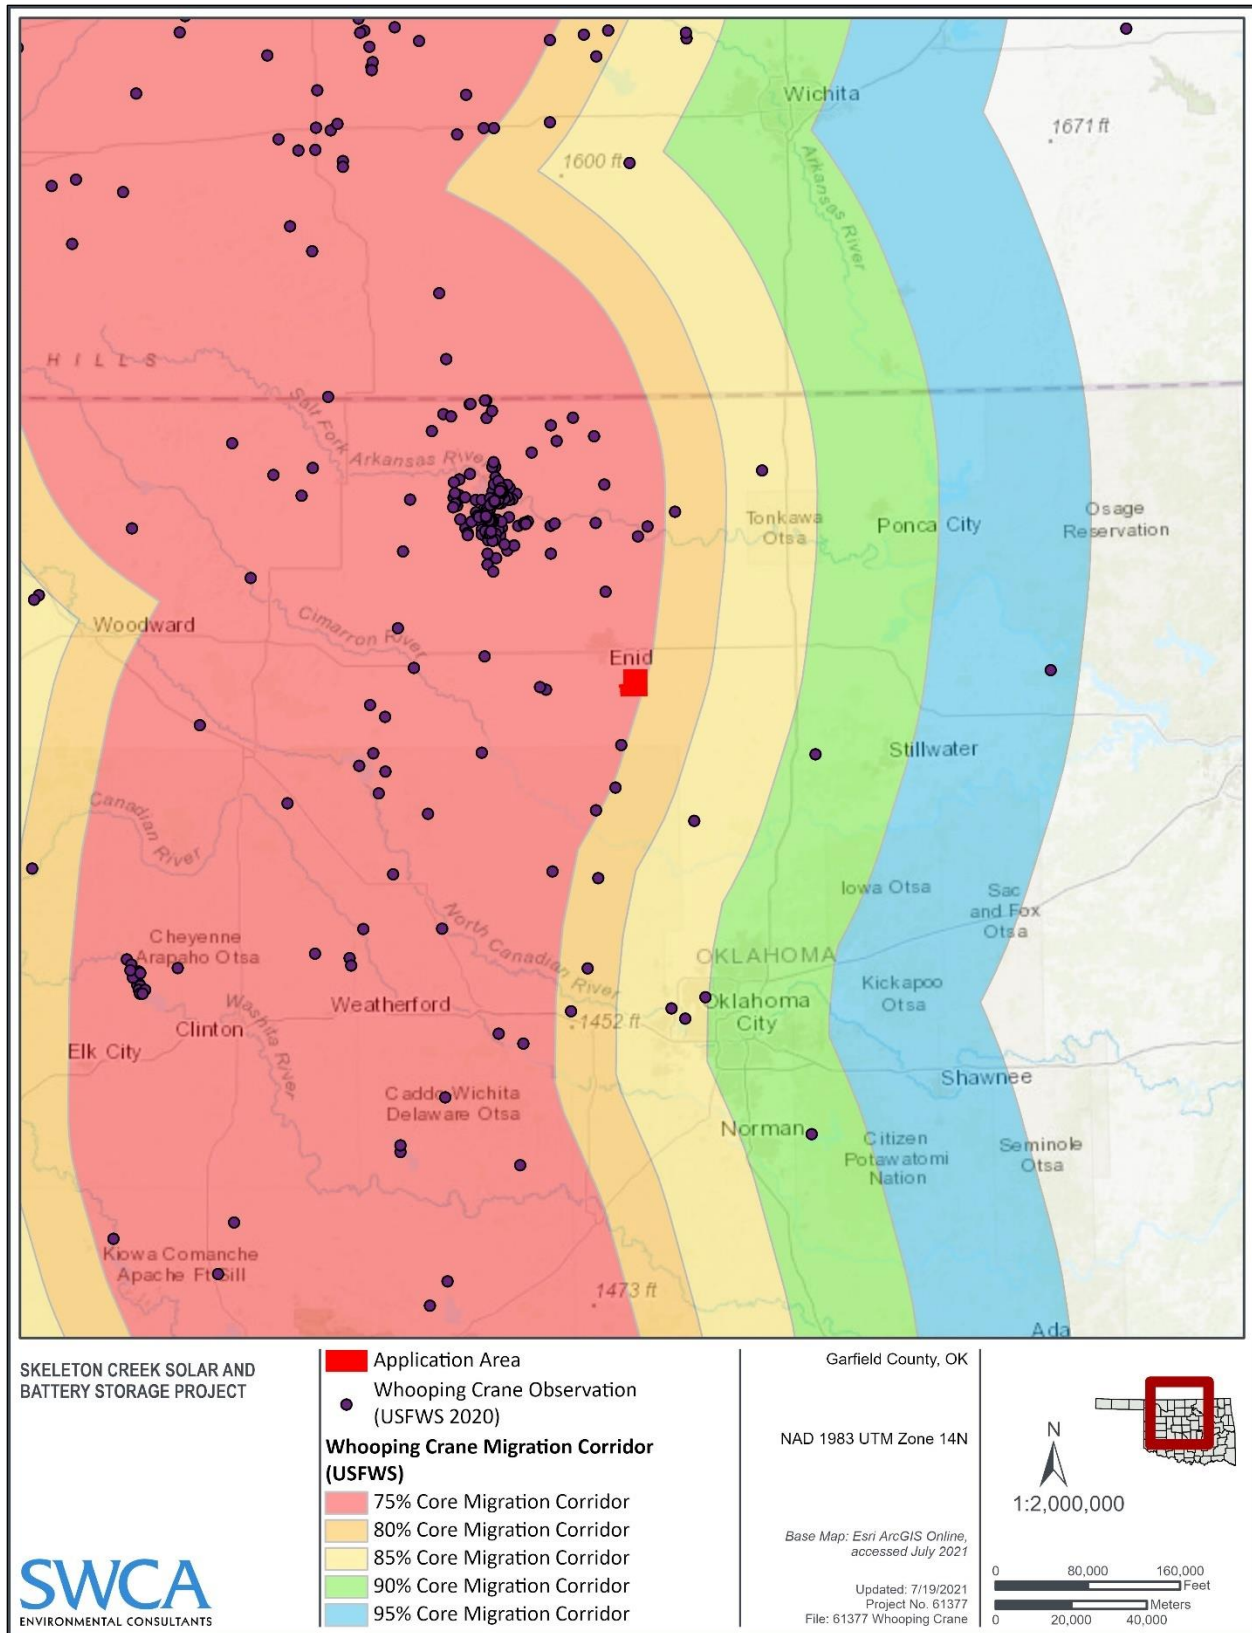 Wichita
1671 ft
1600 ft
Arkansas River
HILLS
Salt Fork Arkansas River
Tonkawa
Otsa
Ponca City
Osage
Reservation
Woodward
Cimarron River
Enid
Stillwater
Canadian River
Iowa Otsa
Sac
and Fox
Otsa
Cheyenne
Arapaho Otsa
North Canadian River
OKLAHOMA
Kickapoo
Otsa
Weatherford
Oklahoma
City
Clinton
Washita River
1452 ft
Elk City
Shawnee
Caddo Wichita
Delaware Otsa
Norman
Citizen
Potawatomi
Nation
Seminole
Otsa
Kiowa Comanche
Apache Ft Sill
1473 ft
Ada
SKELETON CREEK SOLAR AND
BATTERY STORAGE PROJECT
SWCA
ENVIRONMENTAL CONSULTANTS
Application Area
Whooping Crane Observation
(USFWS 2020)
Whooping Crane Migration Corridor
(USFWS)
75% Core Migration Corridor
80% Core Migration Corridor
85% Core Migration Corridor
90% Core Migration Corridor
95% Core Migration Corridor
Garfield County, OK
NAD 1983 UTM Zone 14N
Base Map: Esri ArcGIS Online,
accessed July 2021
Updated: 7/19/2021
Project No. 61377
File: 61377 Whooping Crane
N
1:2,000,000
0 80,000 160,000
Feet
Meters
0 20,000 40,000